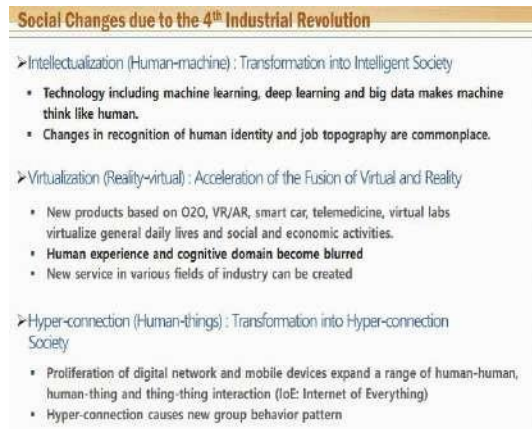 Social Changes due to the 4th Industrial Revolution
➢Intellectualization (Human-machine) : Transformation into Intelligent Society
▪ Technology including machine learning, deep learning and big data makes machine
think like human.
▪ Changes in recognition of human identity and job topography are commonplace.
➢Virtualization (Reality-virtual) : Acceleration of the Fusion of Virtual and Reality
▪ New products based on O2O, VR/AR, smart car, telemedicine, virtual labs
virtualize general daily lives and social and economic activities.
▪ Human experience and cognitive domain become blurred
▪ New service in various fields of industry can be created
➢Hyper-connection (Human-things) : Transformation into Hyper-connection
Society
▪ Proliferation of digital network and mobile devices expand a range of human-human,
human-thing and thing-thing interaction (IoE: Internet of Everything)
▪ Hyper-connection causes new group behavior pattern